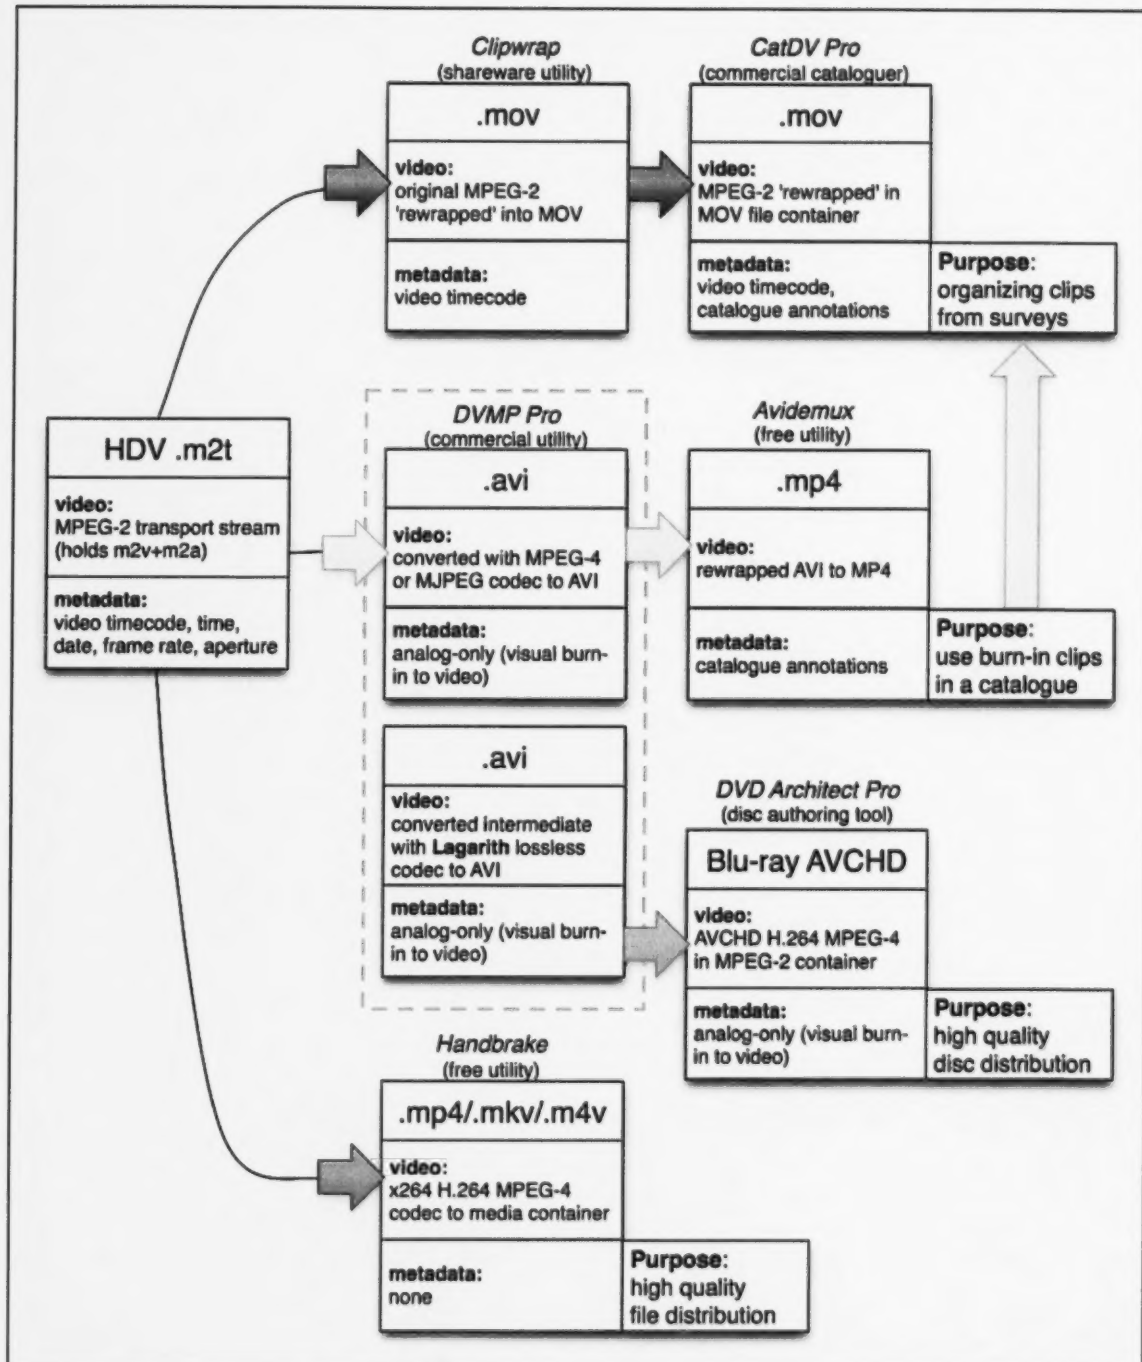 Clipwrap
(shareware utility)
.mov
video:
original MPEG-2
'rewrapped' into MOV
metadata:
video timecode
CatDV Pro
(commercial cataloguer)
.mov
video:
MPEG-2 'rewrapped' in
MOV file container
metadata:
video timecode,
catalogue annotations
Purpose:
organizing clips
from surveys
HDV .m2t
video:
MPEG-2 transport stream
(holds m2v+m2a)
metadata:
video timecode, time,
date, frame rate, aperture
DVMP Pro
(commercial utility)
.avi
video:
converted with MPEG-4
or MJPEG codec to AVI
metadata:
analog-only (visual burn-
in to video)
Avidemux
(free utility)
.mp4
video:
rewrapped AVI to MP4
metadata:
catalogue annotations
Purpose:
use burn-in clips
in a catalogue
.avi
video:
converted intermediate
with Lagarith lossless
codec to AVI
metadata:
analog-only (visual burn-
in to video)
DVD Architect Pro
(disc authoring tool)
Blu-ray AVCHD
video:
AVCHD H.264 MPEG-4
in MPEG-2 container
metadata:
analog-only (visual burn-
in to video)
Purpose:
high quality
disc distribution
Handbrake
(free utility)
.mp4/.mkv/.m4v
video:
x264 H.264 MPEG-4
codec to media container
metadata:
none
Purpose:
high quality
file distribution